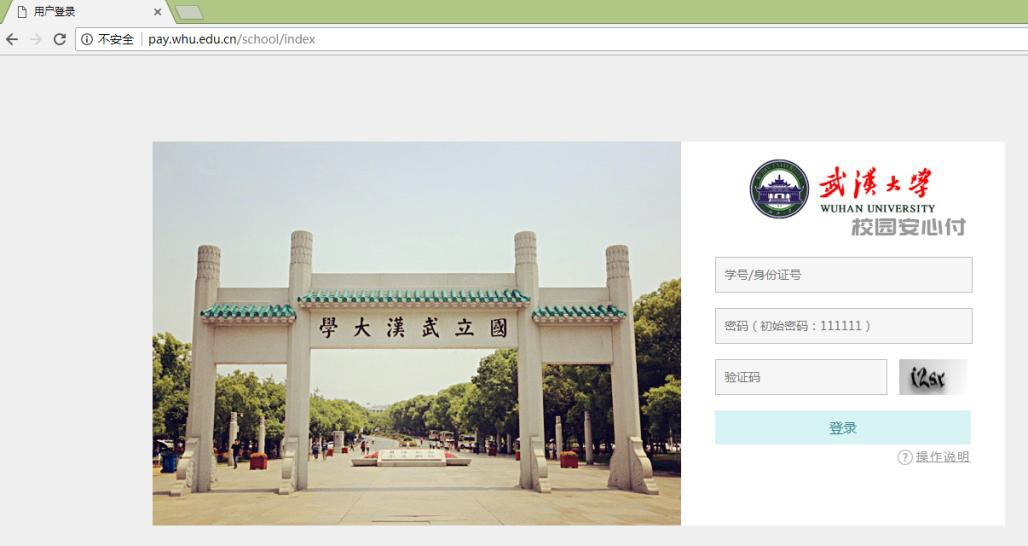 用户登录
不安全 pay.whu.edu.cn/school/index
武漢大学
WUHAN UNIVERSITY
校园安心付
學大漢武立國
学号/身份证号
密码（初始密码：111111）
验证码
i2sr
登录
? 操作说明